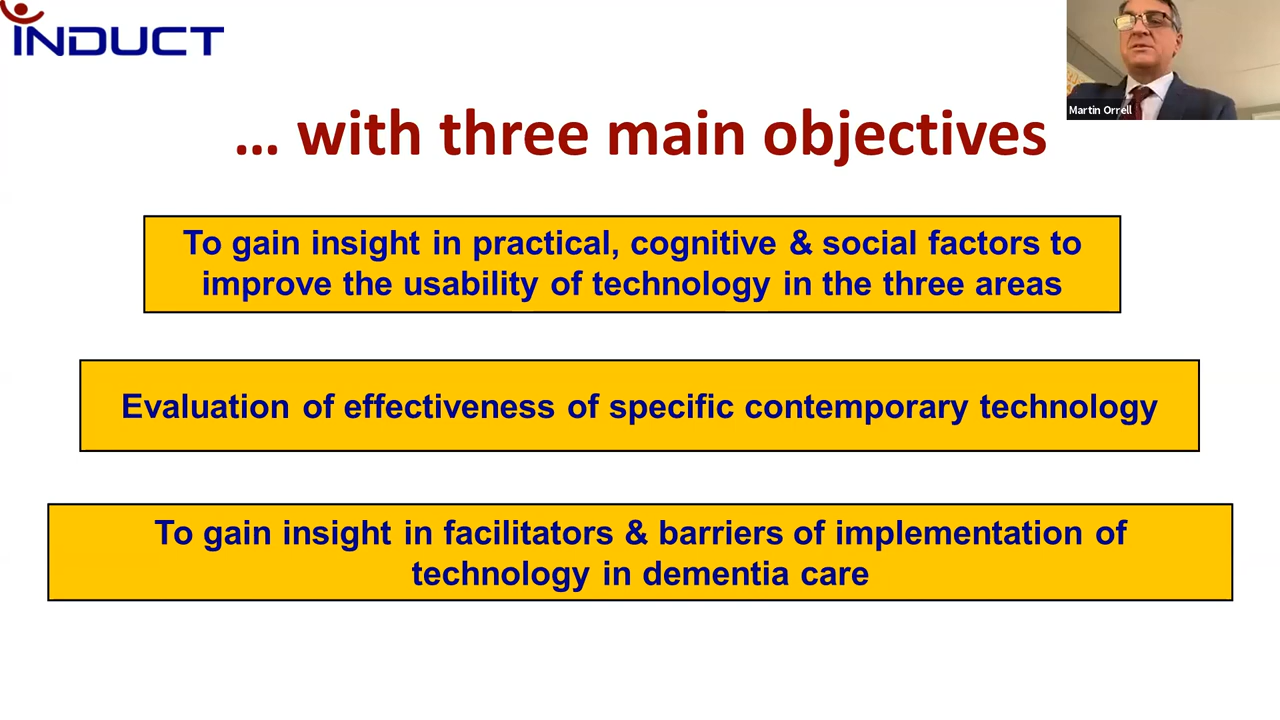 INDUCT
Martin Orrell
... with three main objectives
To gain insight in practical, cognitive & social factors to
improve the usability of technology in the three areas
Evaluation of effectiveness of specific contemporary technology
To gain insight in facilitators & barriers of implementation of
technology in dementia care